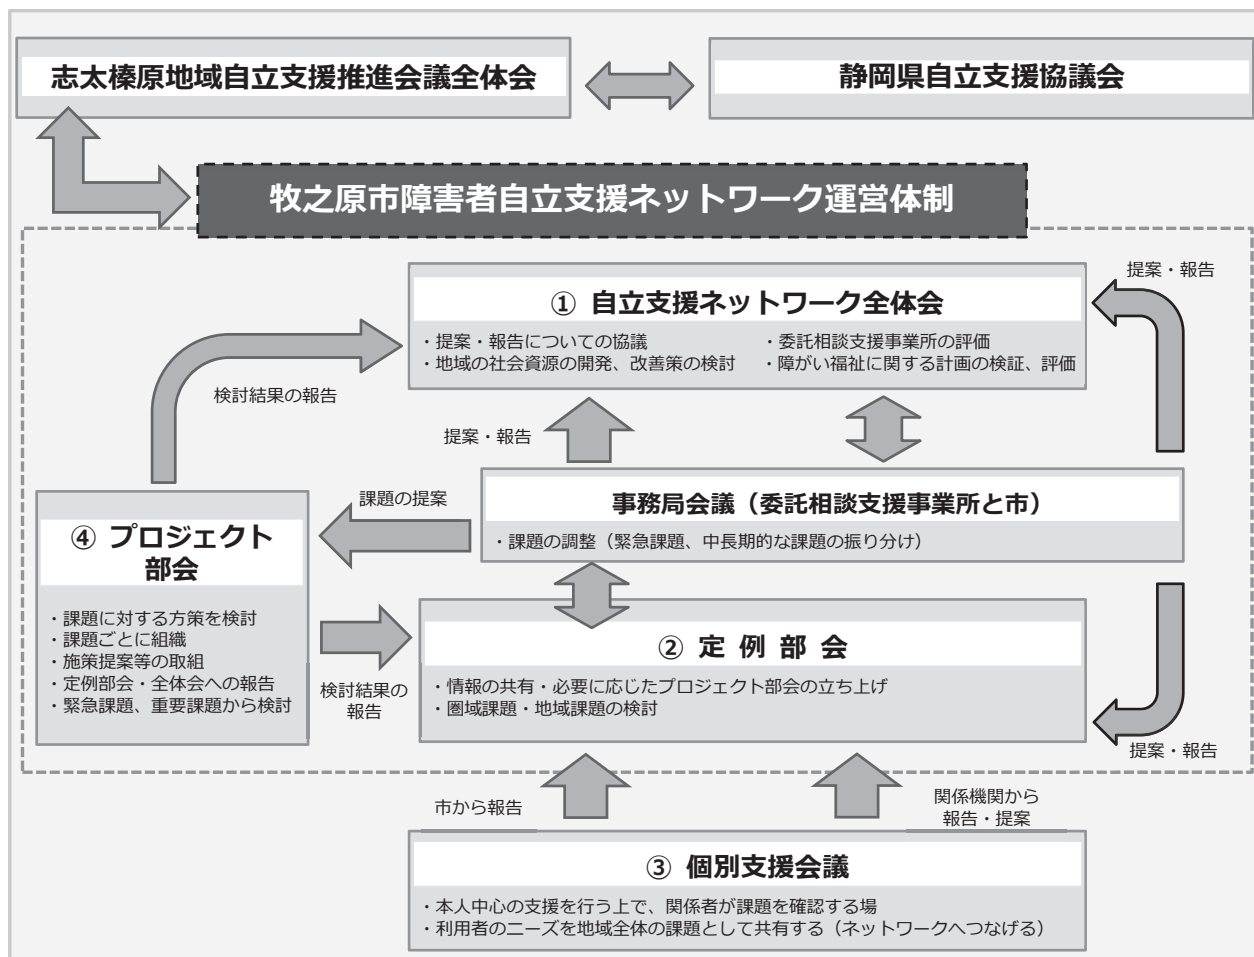 志太榛原地域自立支援推進会議全体会
静岡県自立支援協議会
牧之原市障害者自立支援ネットワーク運営体制
提案・報告
① 自立支援ネットワーク全体会
・提案・報告についての協議
・委託相談支援事業所の評価
・地域の社会資源の開発、改善策の検討
・障がい福祉に関する計画の検証、評価
検討結果の報告
提案・報告
課題の提案
事務局会議（委託相談支援事業所と市）
・課題の調整（緊急課題、中長期的な課題の振り分け）
④ プロジェクト
部会
・課題に対する方策を検討
・課題ごとに組織
・施策提案等の取組
・定例部会・全体会への報告
・緊急課題、重要課題から検討
検討結果の
報告
② 定 例 部 会
・情報の共有・必要に応じたプロジェクト部会の立ち上げ
・圏域課題・地域課題の検討
提案・報告
市から報告
関係機関から
報告・提案
③ 個別支援会議
・本人中心の支援を行う上で、関係者が課題を確認する場
・利用者のニーズを地域全体の課題として共有する（ネットワークへつなげる）